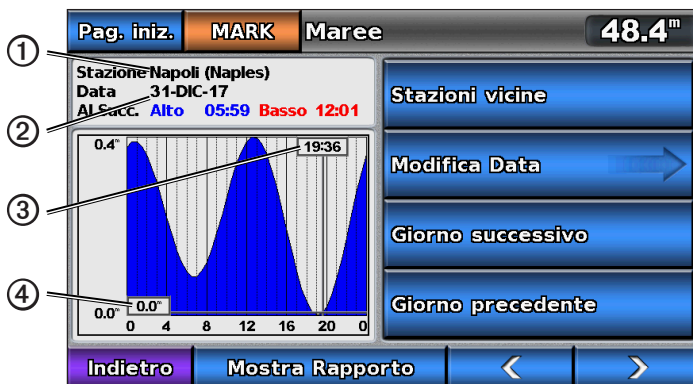 Pag. iniz. MARK Maree 48.4m
① Stazione Napoli (Naples)
② Data 31-DIC-17
Al Succ. Alto 05:59 Basso 12:01
0.4m
③ 19:36
④ 0.0m
0.0m
0 4 8 12 16 20 0
Stazioni vicine
Modifica Data
Giorno successivo
Giorno precedente
Indietro Mostra Rapporto